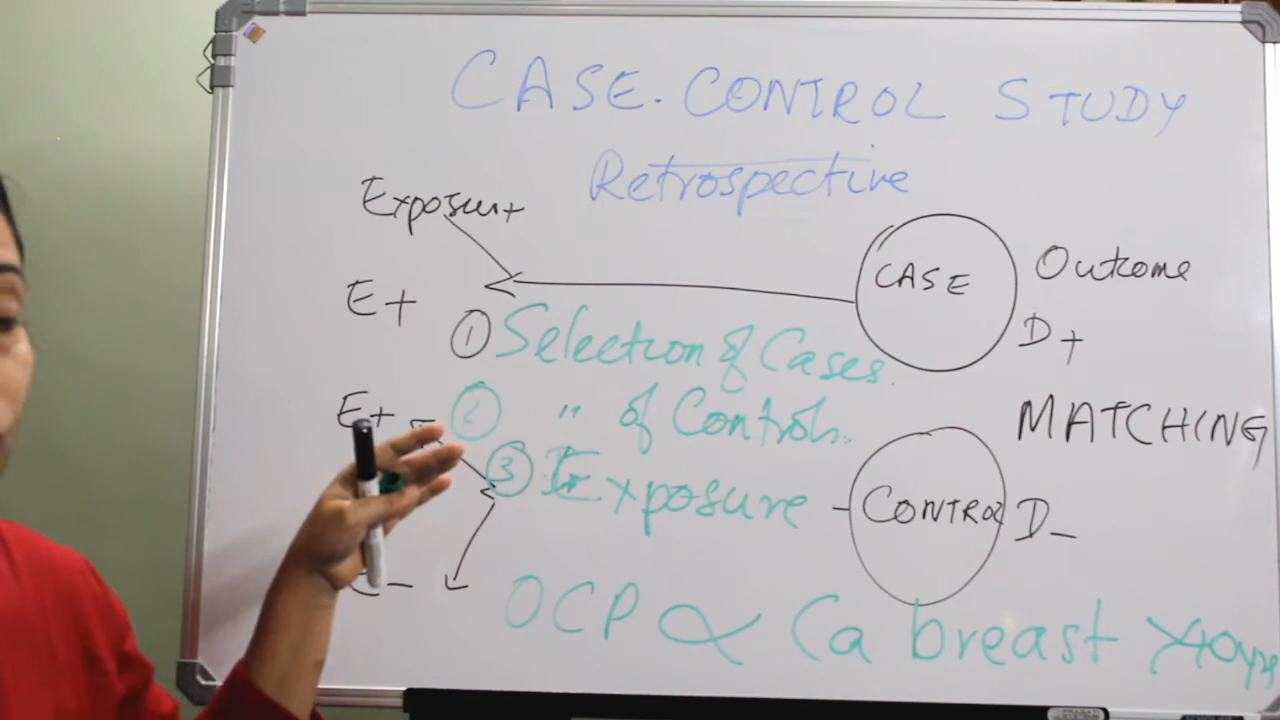 CASE-CONTROL STUDY
Retrospective
Exposure+
CASE
Outcome
E+
D+
① Selection of Cases.
E+
② " of Control.
MATCHING
③ Exposure
CONTROL
D-
OCP ∝ Ca breast